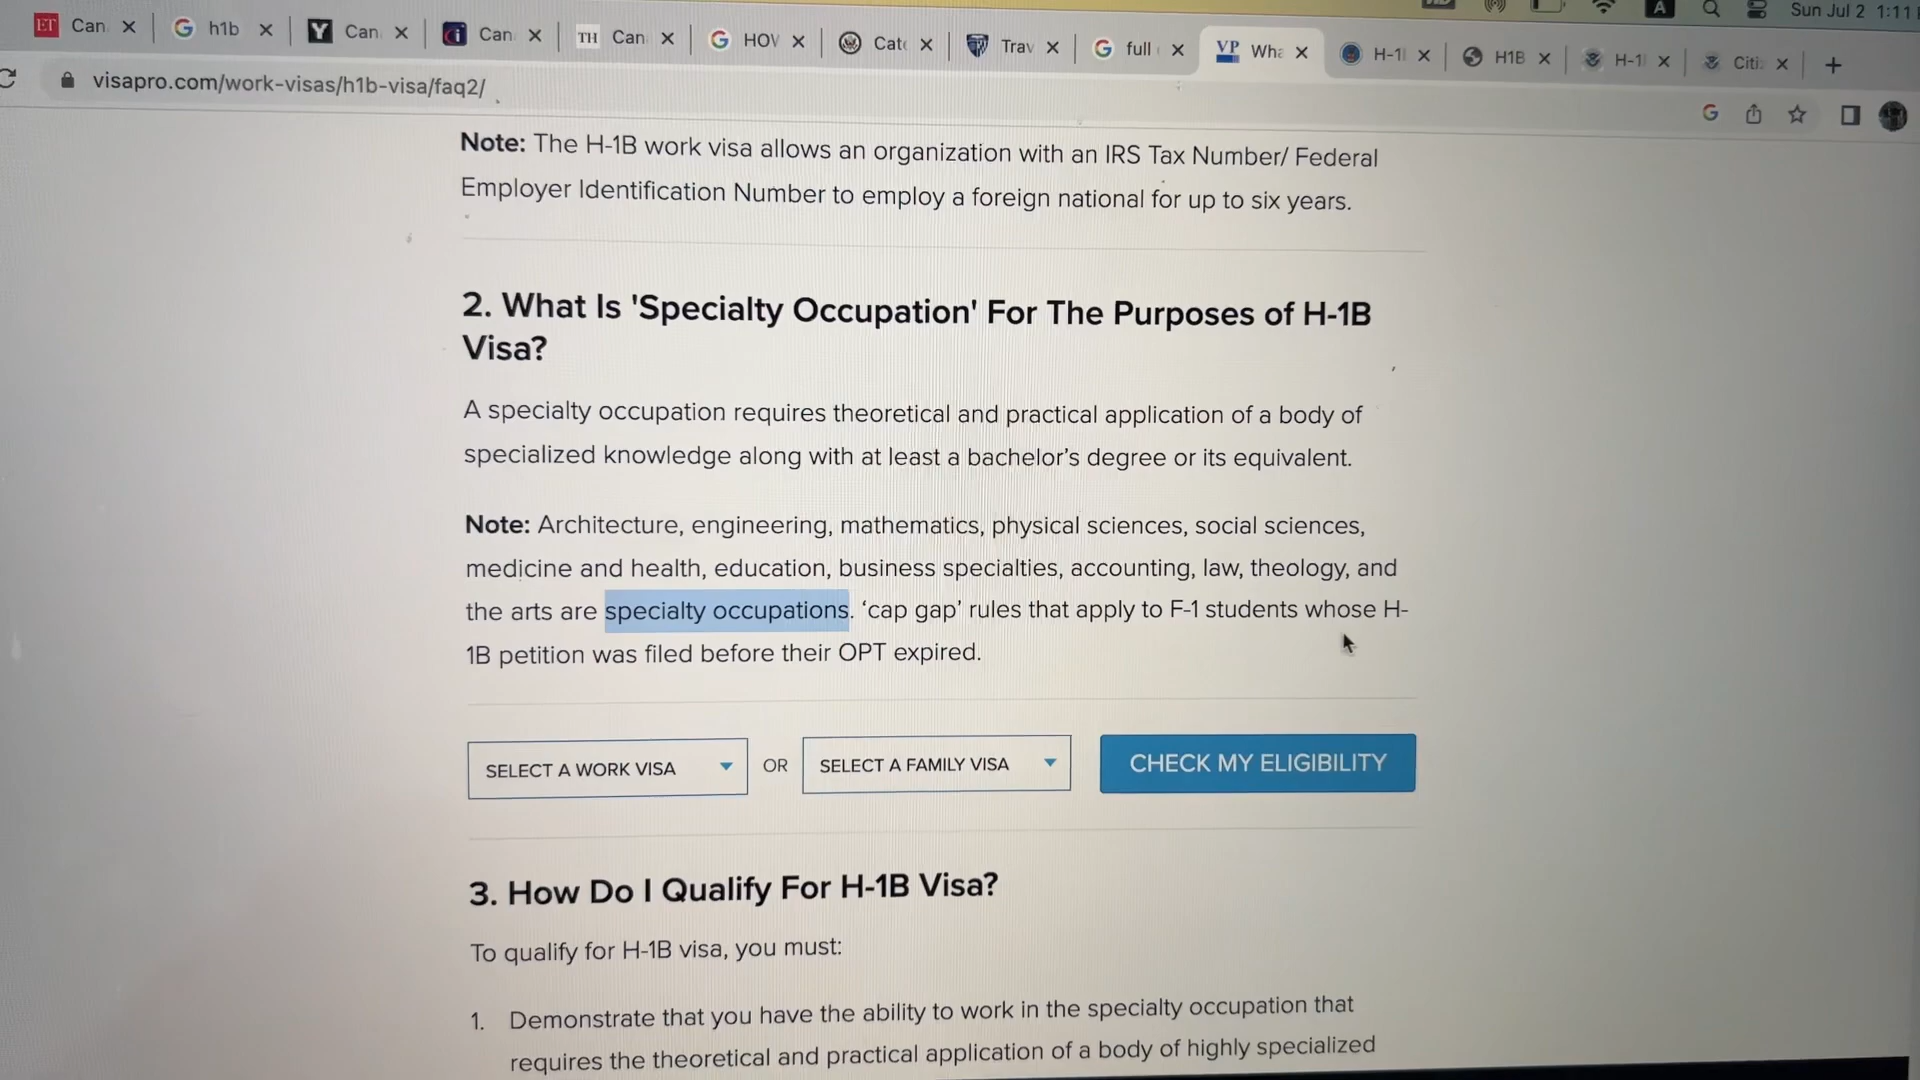 Can
h1b
Can
Can
TH Can
HOV
Cat
Trav
full
VP Wha
H-1
H1B
H-1
Citi
A
Sun Jul 2 1:11
visapro.com/work-visas/h1b-visa/faq2/
Note: The H-1B work visa allows an organization with an IRS Tax Number/ Federal
Employer Identification Number to employ a foreign national for up to six years.
2. What Is 'Specialty Occupation' For The Purposes of H-1B
Visa?
A specialty occupation requires theoretical and practical application of a body of
specialized knowledge along with at least a bachelor's degree or its equivalent.
Note: Architecture, engineering, mathematics, physical sciences, social sciences,
medicine and health, education, business specialties, accounting, law, theology, and
the arts are specialty occupations. ‘cap gap’ rules that apply to F-1 students whose H-
1B petition was filed before their OPT expired.
SELECT A WORK VISA OR SELECT A FAMILY VISA CHECK MY ELIGIBILITY
3. How Do I Qualify For H-1B Visa?
To qualify for H-1B visa, you must:
1. Demonstrate that you have the ability to work in the specialty occupation that
requires the theoretical and practical application of a body of highly specialized